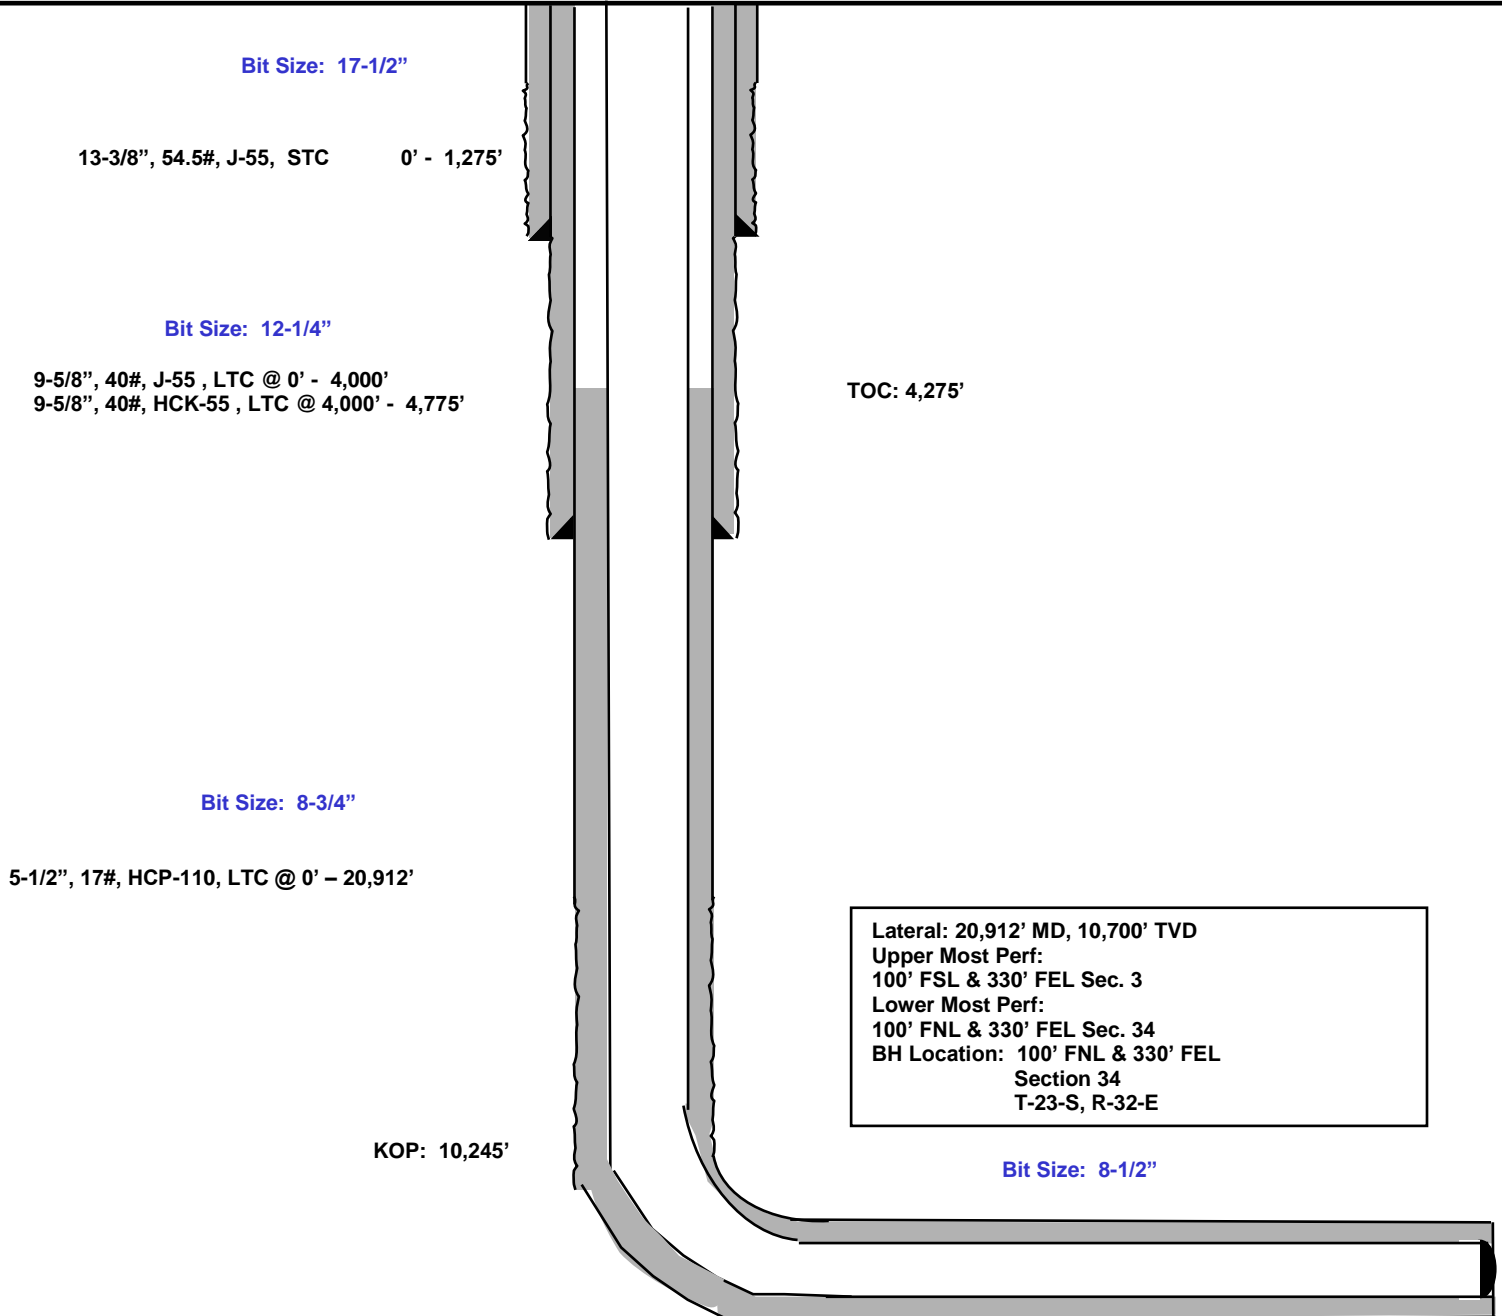 Bit Size: 17-1/2”
13-3/8”, 54.5#, J-55, STC 0’ - 1,275’
Bit Size: 12-1/4”
9-5/8”, 40#, J-55 , LTC @ 0’ - 4,000’
9-5/8”, 40#, HCK-55 , LTC @ 4,000’ - 4,775’
TOC: 4,275’
Bit Size: 8-3/4”
5-1/2”, 17#, HCP-110, LTC @ 0’ – 20,912’
Lateral: 20,912’ MD, 10,700’ TVD
Upper Most Perf:
100’ FSL & 330’ FEL Sec. 3
Lower Most Perf:
100’ FNL & 330’ FEL Sec. 34
BH Location: 100’ FNL & 330’ FEL
Section 34
T-23-S, R-32-E
KOP: 10,245’
Bit Size: 8-1/2”